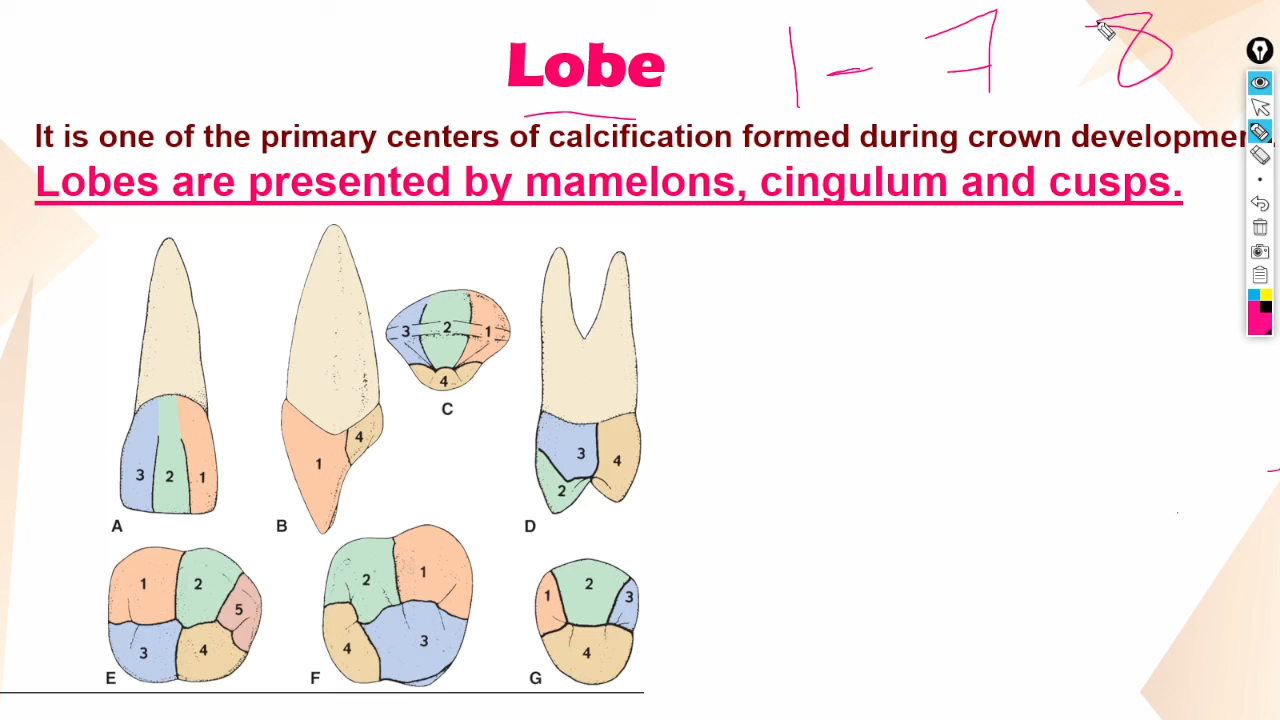 Lobe
1 - 7 8
It is one of the primary centers of calcification formed during crown developmen
Lobes are presented by mamelons, cingulum and cusps.
3 2 1
4
C
3 2 1
A
1 4
B
3 4
2
D
1 2 5
3 4
E
2 1
4 3
F
1 2 3
4
G